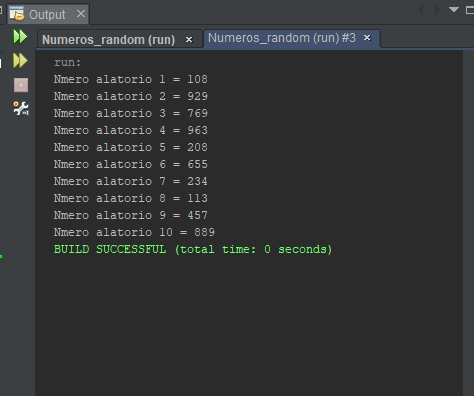 Output
Numeros_random (run)
Numeros_random (run) #3
run:
Nmero alatorio 1 = 108
Nmero alatorio 2 = 929
Nmero alatorio 3 = 769
Nmero alatorio 4 = 963
Nmero alatorio 5 = 208
Nmero alatorio 6 = 655
Nmero alatorio 7 = 234
Nmero alatorio 8 = 113
Nmero alatorio 9 = 457
Nmero alatorio 10 = 889
BUILD SUCCESSFUL (total time: 0 seconds)